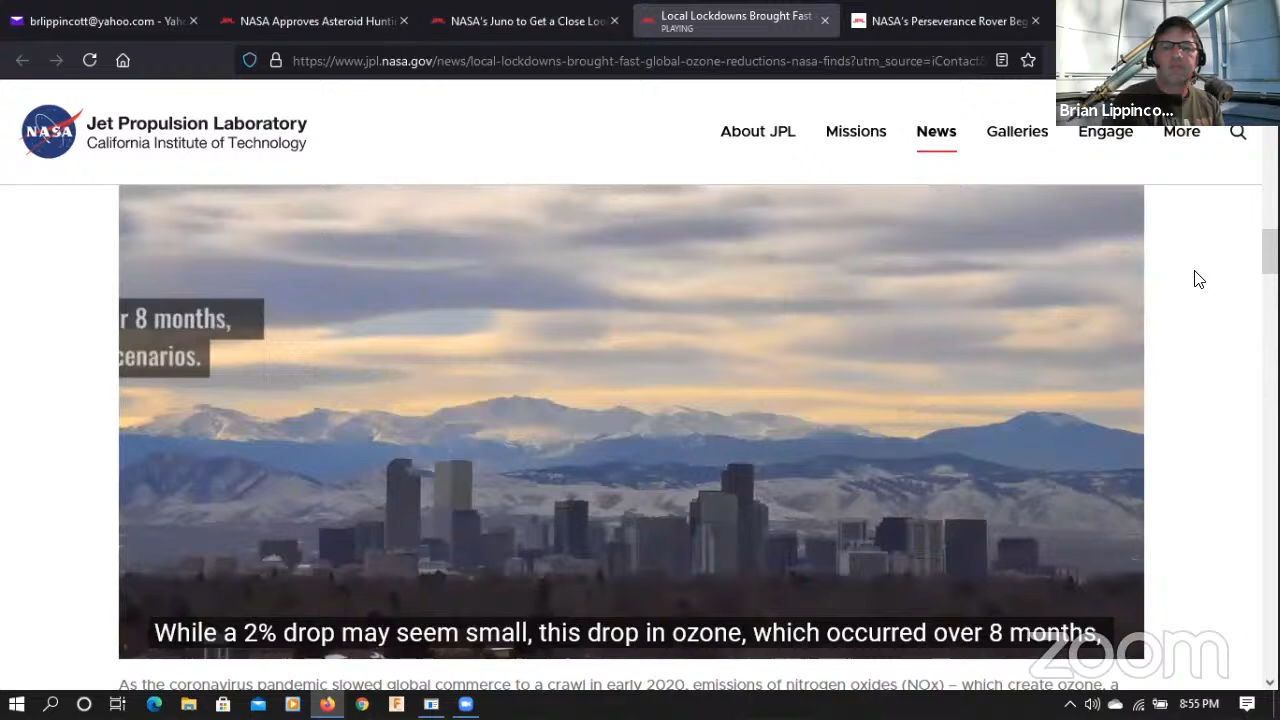 brlippincott@yahoo.com - Yaho
NASA Approves Asteroid Hunti
NASA's Juno to Get a Close Loo
Local Lockdowns Brought Fast
PLAYING
NASA's Perseverance Rover Beg
https://www.jpl.nasa.gov/news/local-lockdowns-brought-fast-global-ozone-reductions-nasa-finds?utm_source=iContact&
Brian Lippinco...
NASA
Jet Propulsion Laboratory
California Institute of Technology
About JPL
Missions
News
Galleries
Engage
More
r 8 months,
cenarios.
While a 2% drop may seem small, this drop in ozone, which occurred over 8 months,
zoom
As the coronavirus pandemic slowed global commerce to a crawl in early 2020, emissions of nitrogen oxides (NOx) – which create ozone, a
8:55 PM